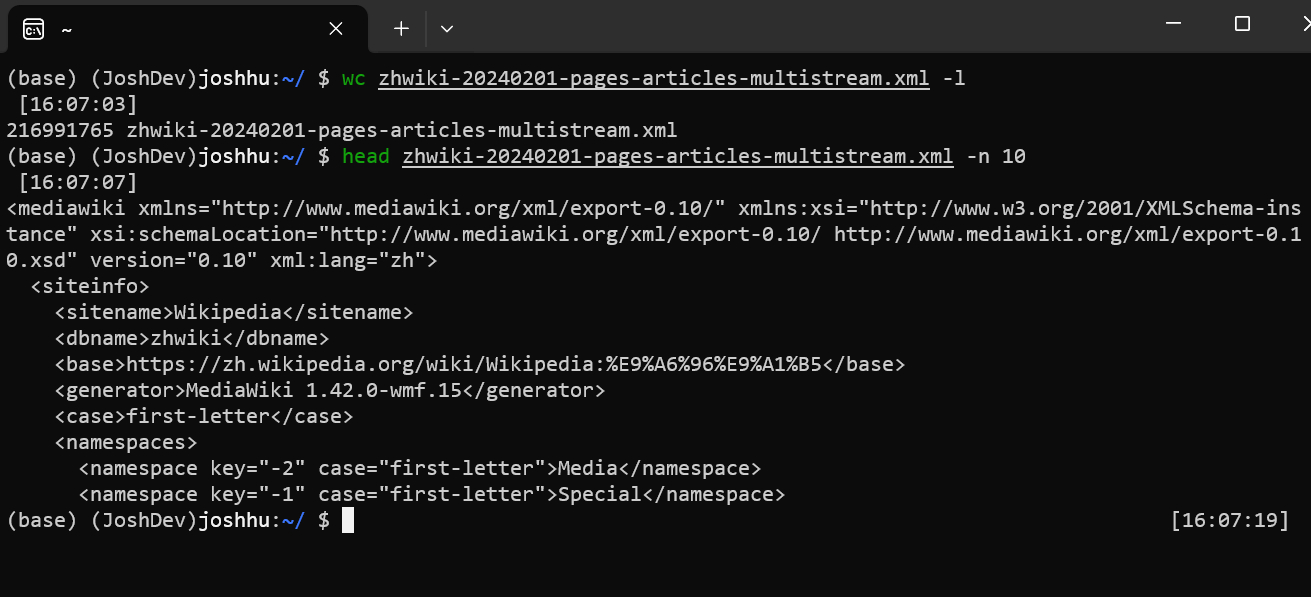 ~
(base) (JoshDev)joshhu:~/ $ wc zhwiki-20240201-pages-articles-multistream.xml -l
[16:07:03]
216991765 zhwiki-20240201-pages-articles-multistream.xml
(base) (JoshDev)joshhu:~/ $ head zhwiki-20240201-pages-articles-multistream.xml -n 10
[16:07:07]
<mediawiki xmlns="http://www.mediawiki.org/xml/export-0.10/" xmlns:xsi="http://www.w3.org/2001/XMLSchema-ins
tance" xsi:schemaLocation="http://www.mediawiki.org/xml/export-0.10/ http://www.mediawiki.org/xml/export-0.1
0.xsd" version="0.10" xml:lang="zh">
  <siteinfo>
    <sitename>Wikipedia</sitename>
    <dbname>zhwiki</dbname>
    <base>https://zh.wikipedia.org/wiki/Wikipedia:%E9%A6%96%E9%A1%B5</base>
    <generator>MediaWiki 1.42.0-wmf.15</generator>
    <case>first-letter</case>
    <namespaces>
      <namespace key="-2" case="first-letter">Media</namespace>
      <namespace key="-1" case="first-letter">Special</namespace>
(base) (JoshDev)joshhu:~/ $ [16:07:19]